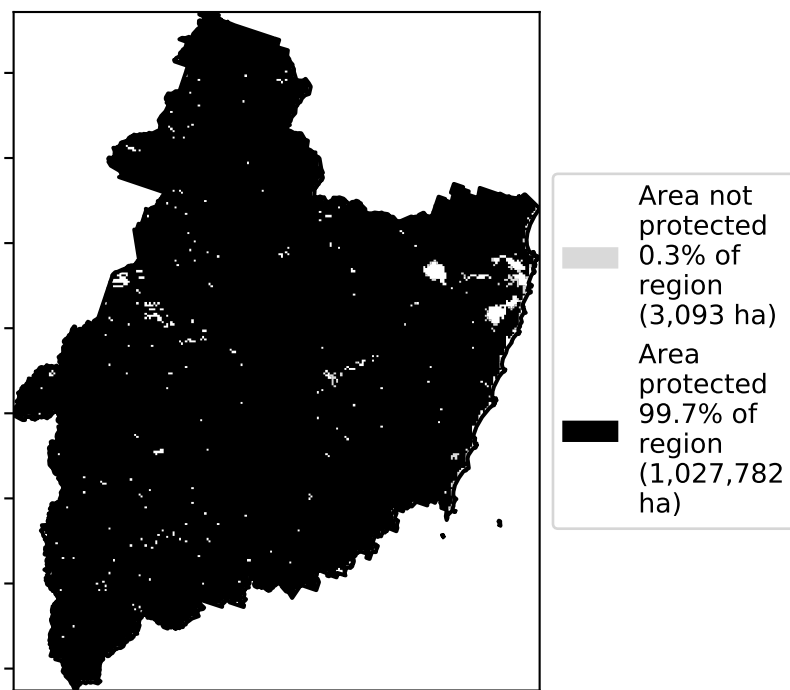 Area not
protected
0.3% of
region
(3,093 ha)
Area
protected
99.7% of
region
(1,027,782
ha)